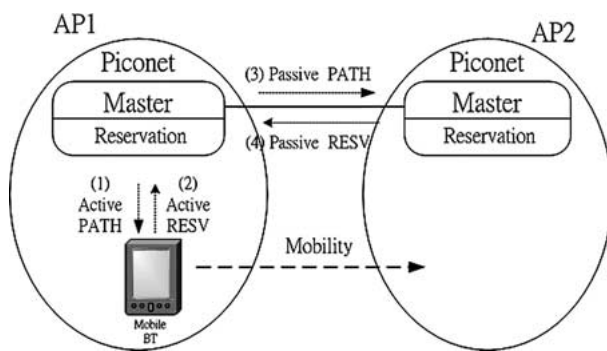 AP1
AP2
Piconet
Piconet
(3) Passive PATH
Master
Reservation
Master
Reservation
(4) Passive RESV
(1)
Active
PATH
(2)
Active
RESV
Mobility
Mobile
BT